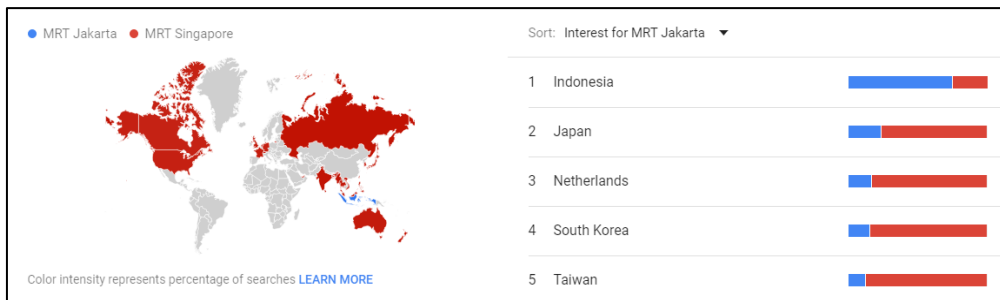 MRT Jakarta MRT Singapore
Color intensity represents percentage of searches LEARN MORE
Sort: Interest for MRT Jakarta
1 Indonesia
2 Japan
3 Netherlands
4 South Korea
5 Taiwan